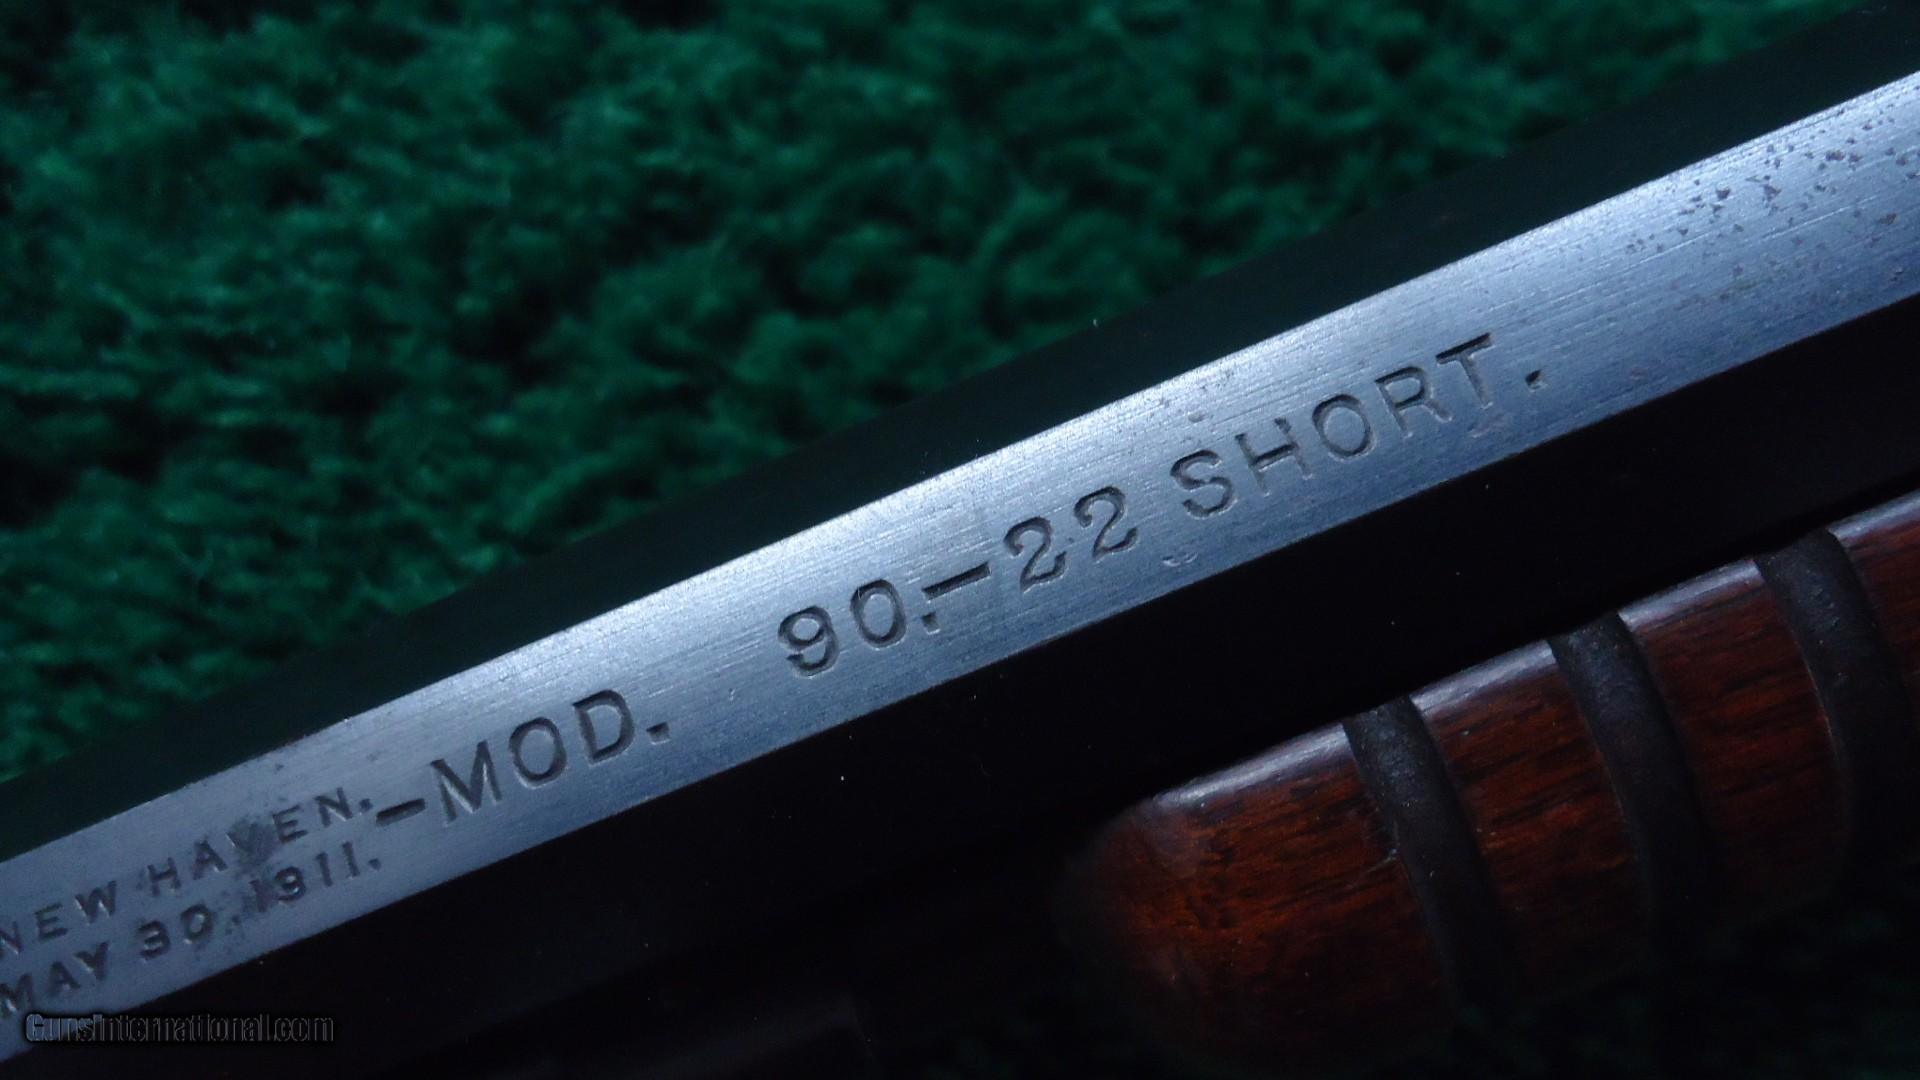 NEW HAVEN.
MAY 30, 1911.
-MOD. 90.-22 SHORT.
GunsInternational.com